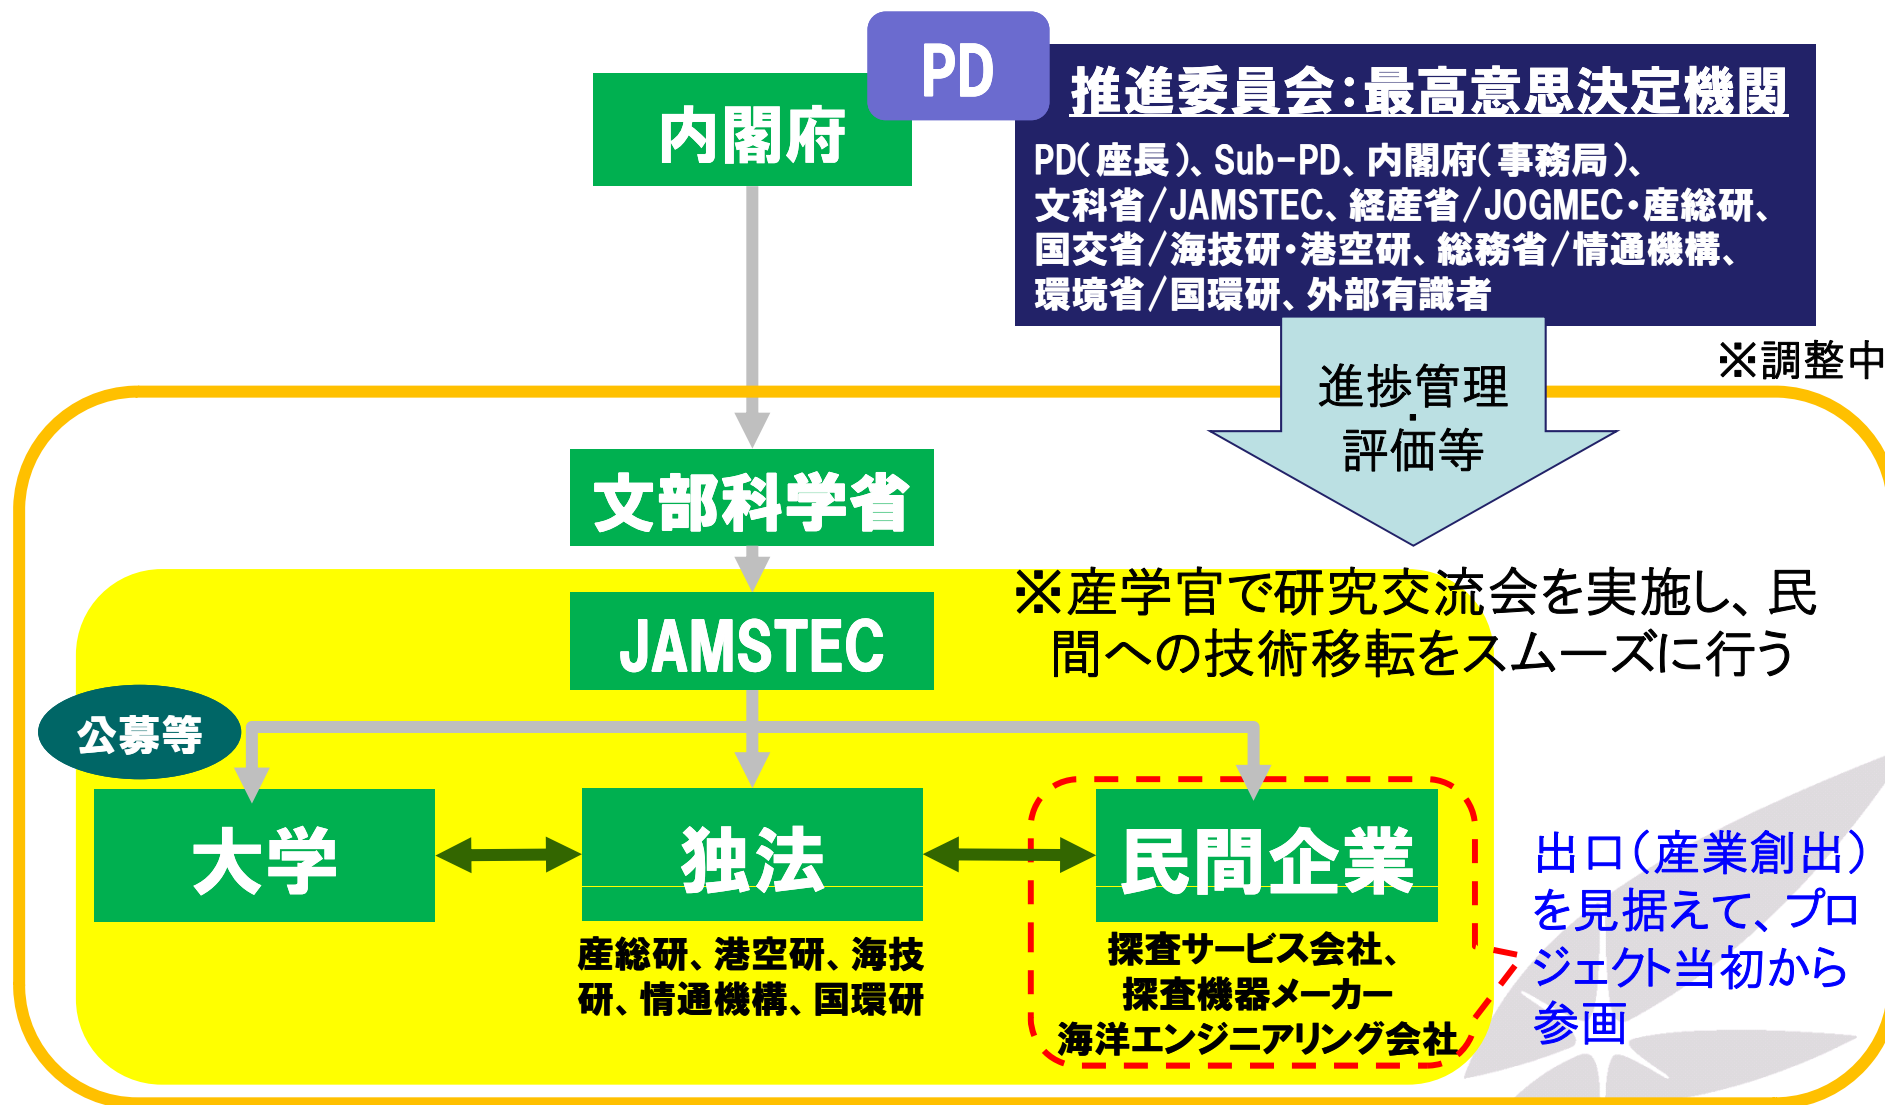 PD
内閣府
推進委員会：最高意思決定機関
PD（座長）、Sub-PD、内閣府（事務局）、
文科省/JAMSTEC、経産省/JOGMEC・産総研、
国交省/海技研・港空研、総務省/情通機構、
環境省/国環研、外部有識者
※調整中
進捗管理
・
評価等
文部科学省
※産学官で研究交流会を実施し、民
間への技術移転をスムーズに行う
JAMSTEC
公募等
大学
独法
民間企業
産総研、港空研、海技
研、情通機構、国環研
探査サービス会社、
探査機器メーカー
海洋エンジニアリング会社
出口（産業創出）
を見据えて、プロ
ジェクト当初から
参画